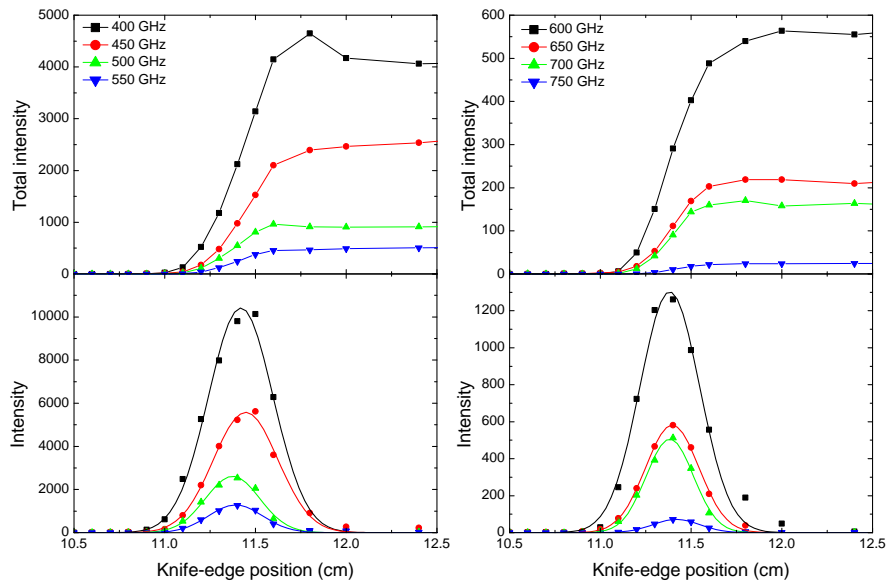 5000
4000
3000
2000
1000
0
Total intensity
400 GHz
450 GHz
500 GHz
550 GHz
600
500
400
300
200
100
0
Total intensity
600 GHz
650 GHz
700 GHz
750 GHz
10000
8000
6000
4000
2000
0
Intensity
10.5 11.0 11.5 12.0 12.5
Knife-edge position (cm)
1200
1000
800
600
400
200
0
Intensity
10.5 11.0 11.5 12.0 12.5
Knife-edge position (cm)